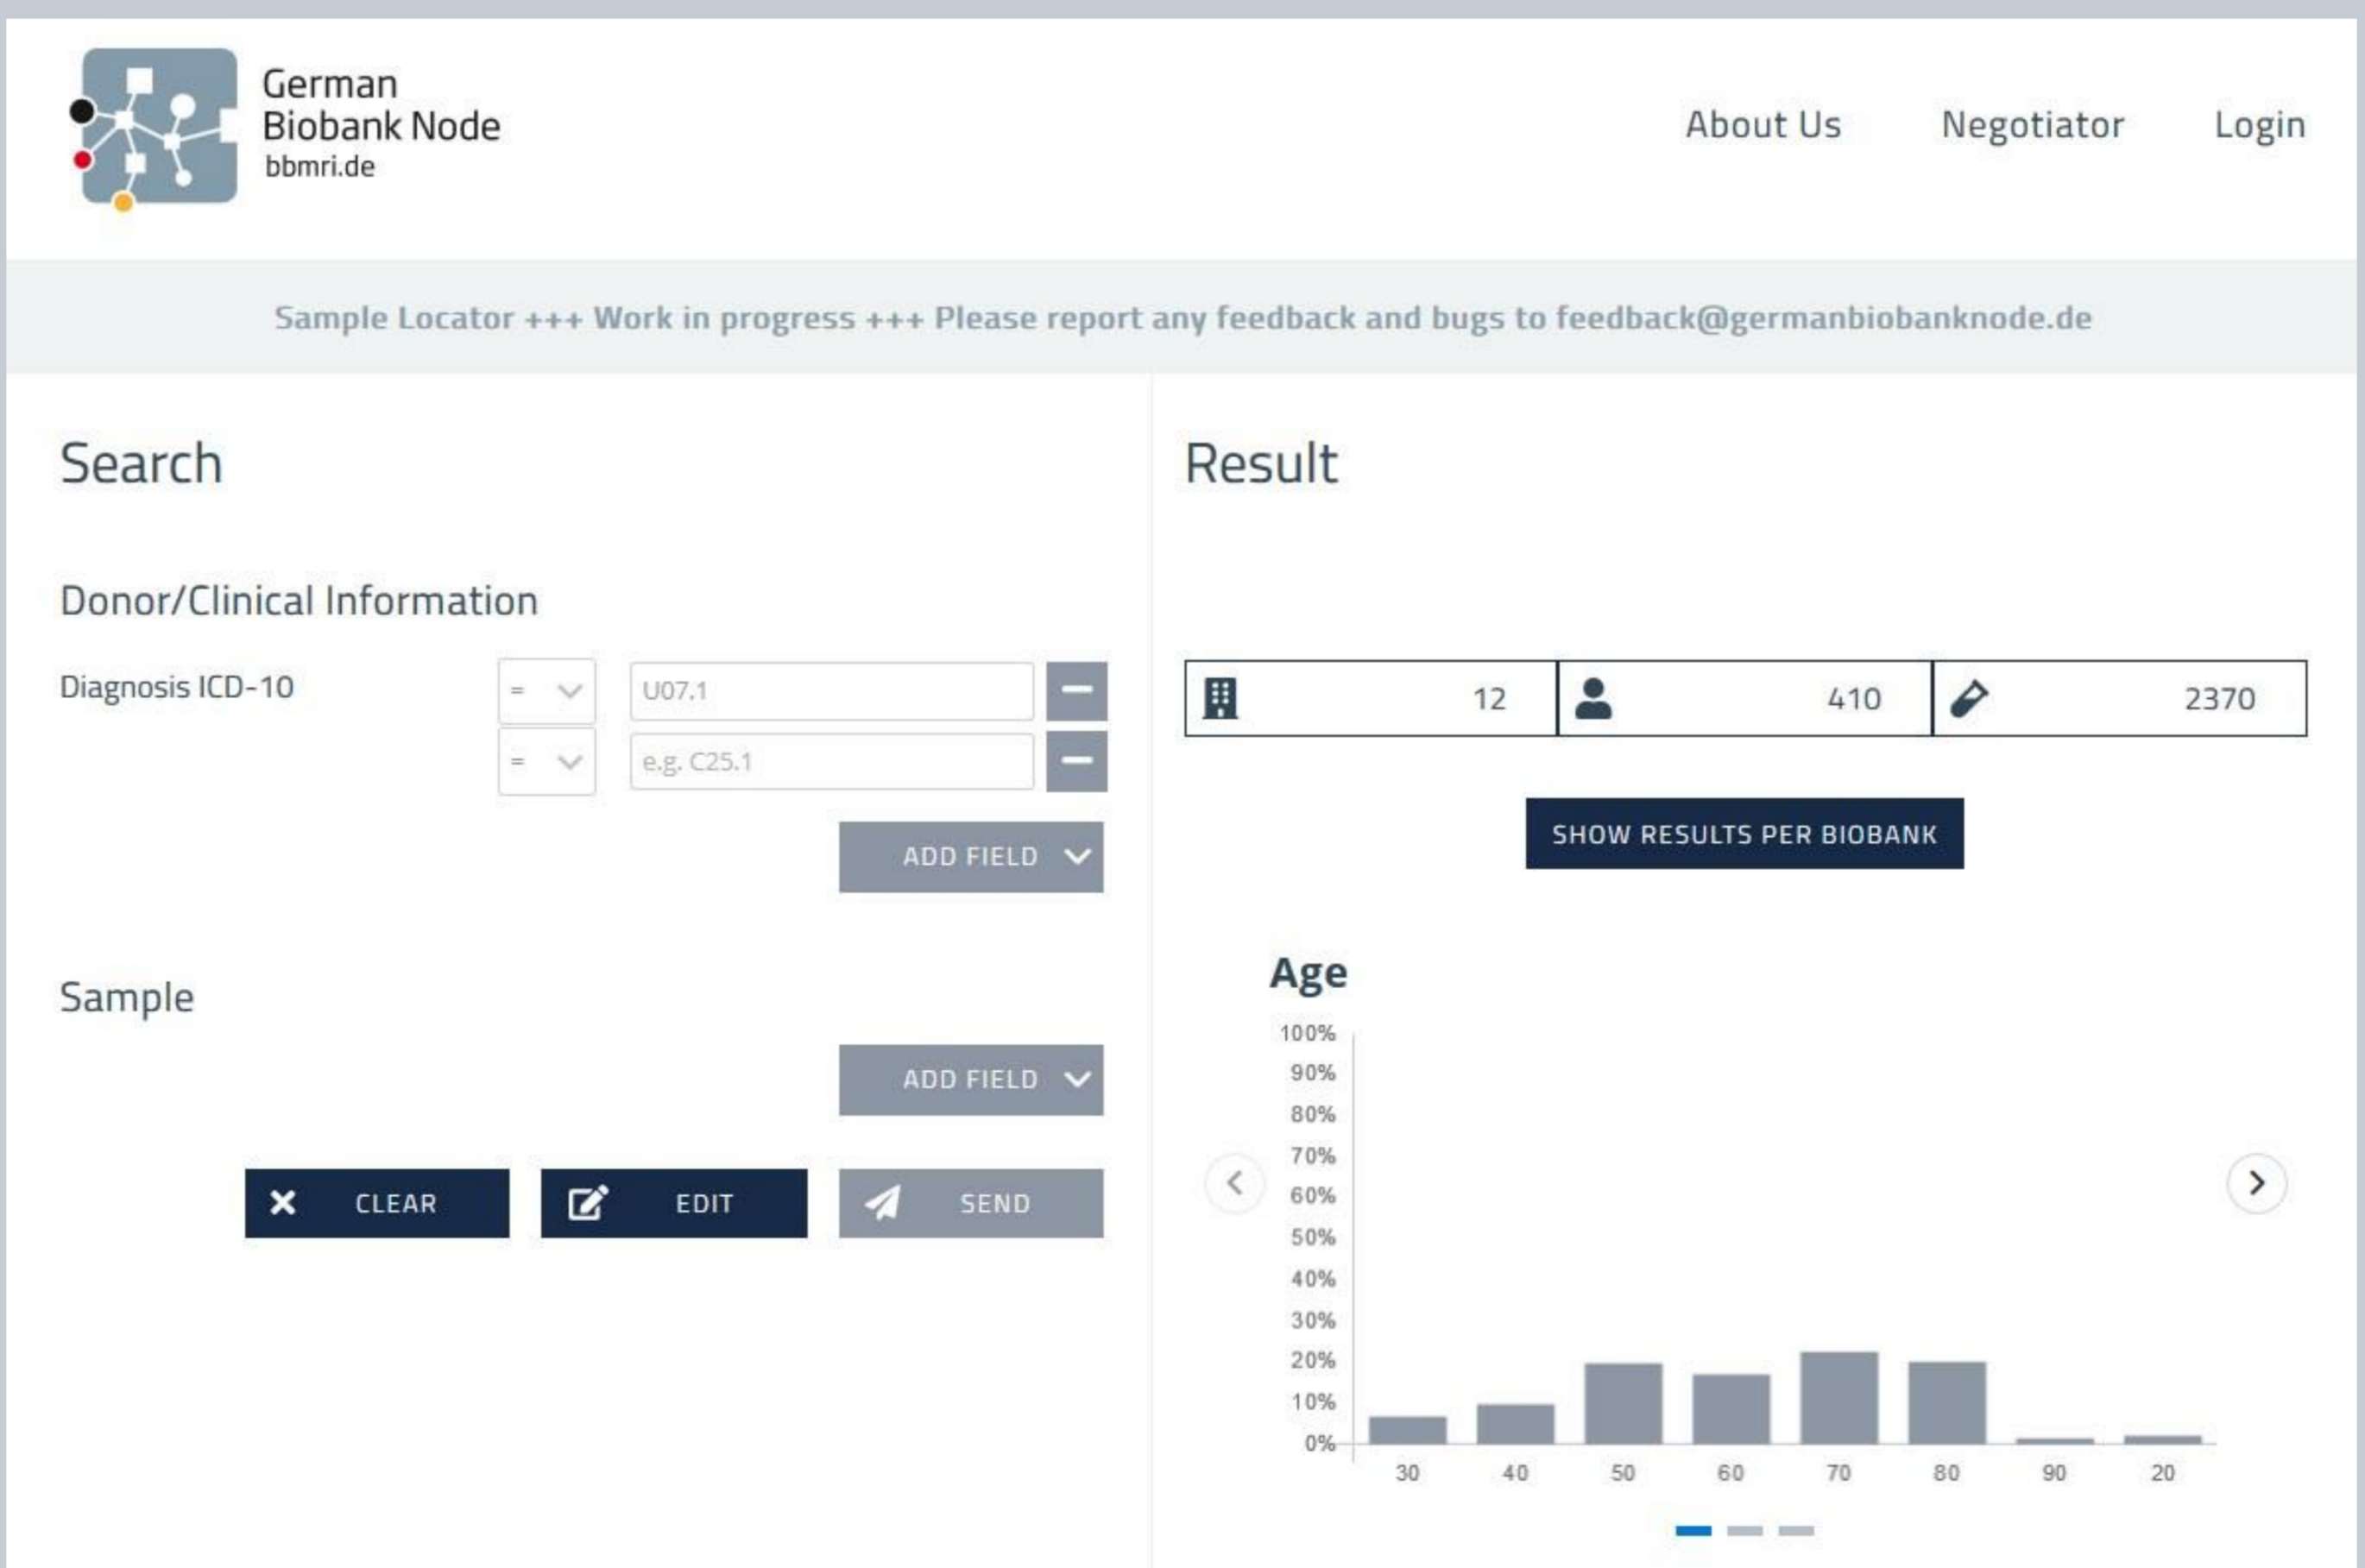 German
Biobank Node
bbmri.de
About Us Negotiator Login
Sample Locator +++ Work in progress +++ Please report any feedback and bugs to feedback@germanbiobanknode.de
Search
Donor/Clinical Information
Diagnosis ICD-10 = U07.1
= e.g. C25.1
ADD FIELD
Sample
ADD FIELD
CLEAR EDIT SEND
Result
12 410 2370
SHOW RESULTS PER BIOBANK
Age
100%
90%
80%
70%
60%
50%
40%
30%
20%
10%
0%
30 40 50 60 70 80 90 20